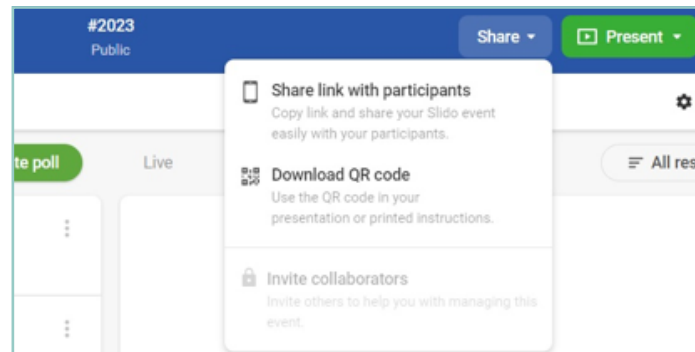 #2023
Public
Share
Present
Share link with participants
Copy link and share your Slido event
easily with your participants.
te poll
Live
All res
Download QR code
Use the QR code in your
presentation or printed instructions.
Invite collaborators
Invite others to help you with managing this
event.